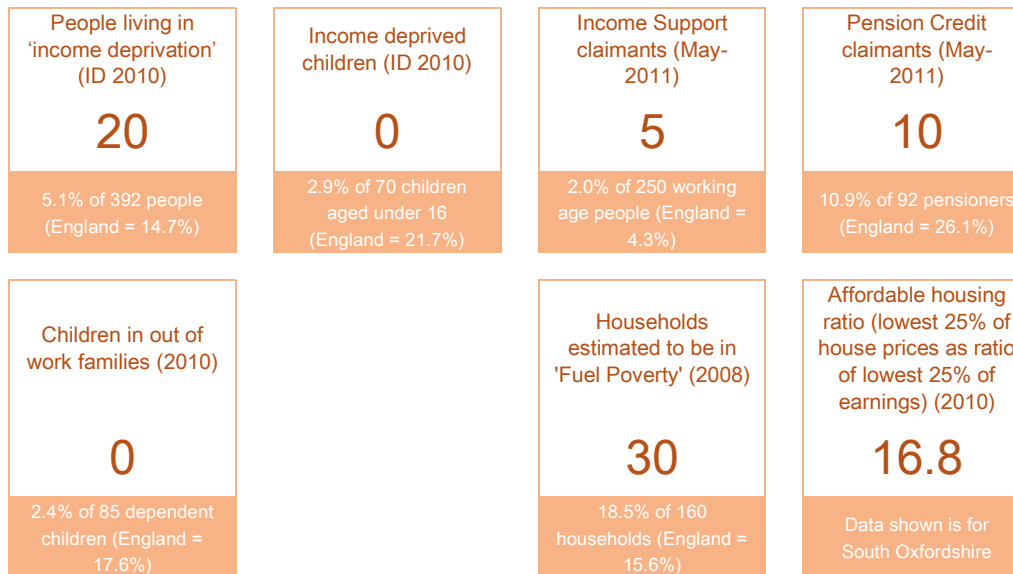 People living in
‘income deprivation’
(ID 2010)
20
5.1% of 392 people
(England = 14.7%)
Income deprived
children (ID 2010)
0
2.9% of 70 children
aged under 16
(England = 21.7%)
Income Support
claimants (May-
2011)
5
2.0% of 250 working
age people (England =
4.3%)
Pension Credit
claimants (May-
2011)
10
10.9% of 92 pensioners
(England = 26.1%)
Children in out of
work families (2010)
0
2.4% of 85 dependent
children (England =
17.6%)
Households
estimated to be in
'Fuel Poverty' (2008)
30
18.5% of 160
households (England =
15.6%)
Affordable housing
ratio (lowest 25% of
house prices as ratio
of lowest 25% of
earnings) (2010)
16.8
Data shown is for
South Oxfordshire